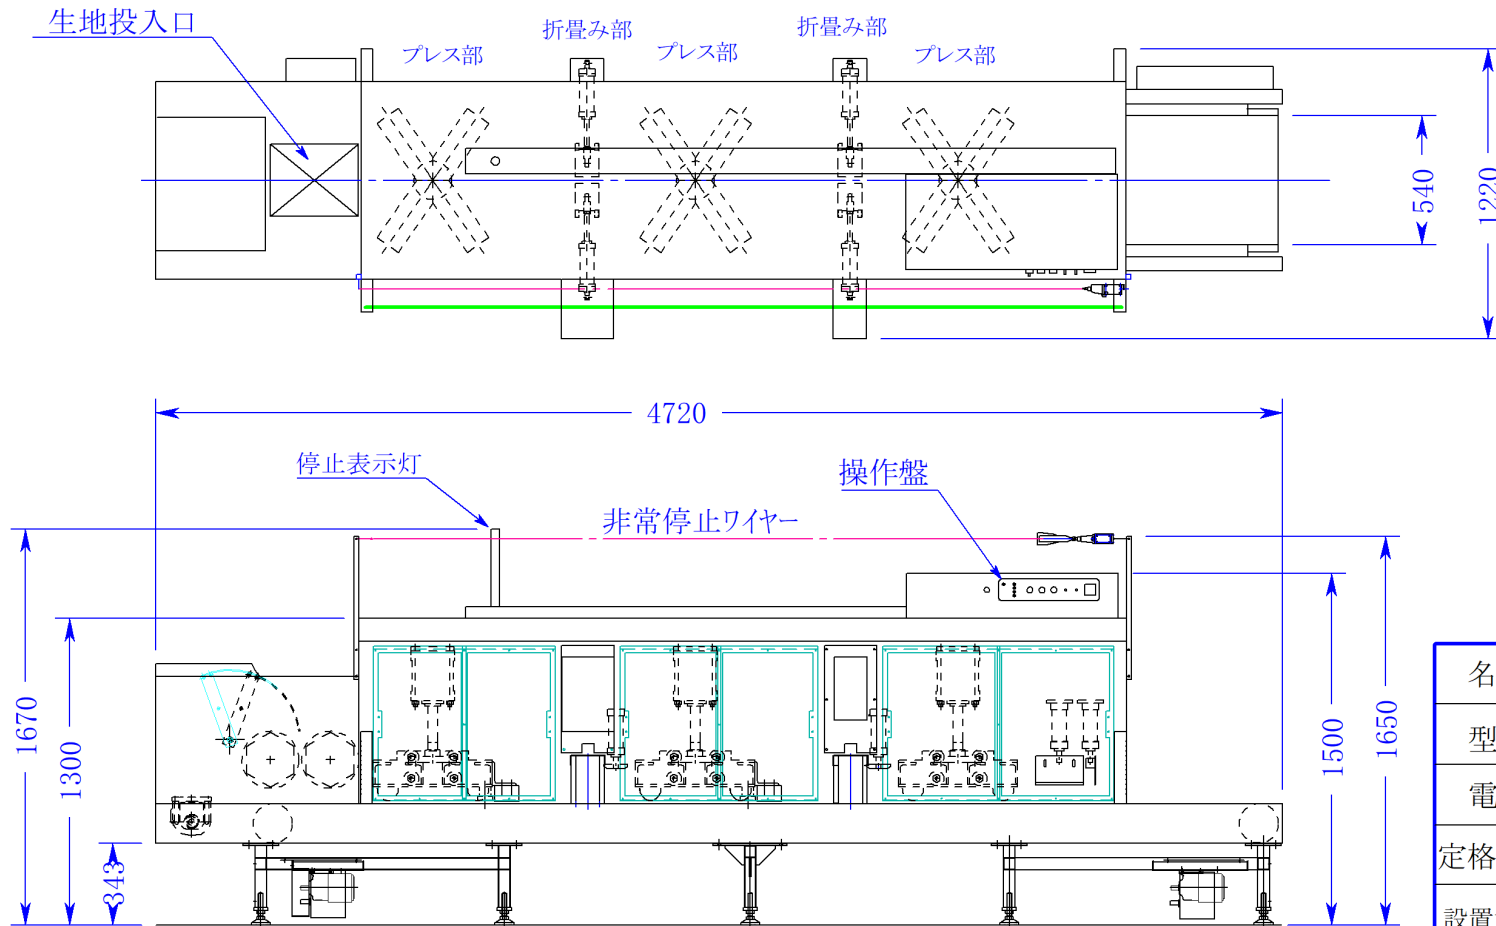 生地投入口
プレス部
折畳み部
プレス部
折畳み部
プレス部
540
1220
4720
停止表示灯
非常停止ワイヤー
操作盤
1670
1300
343
1500
1650
名
型
電
定格
設置